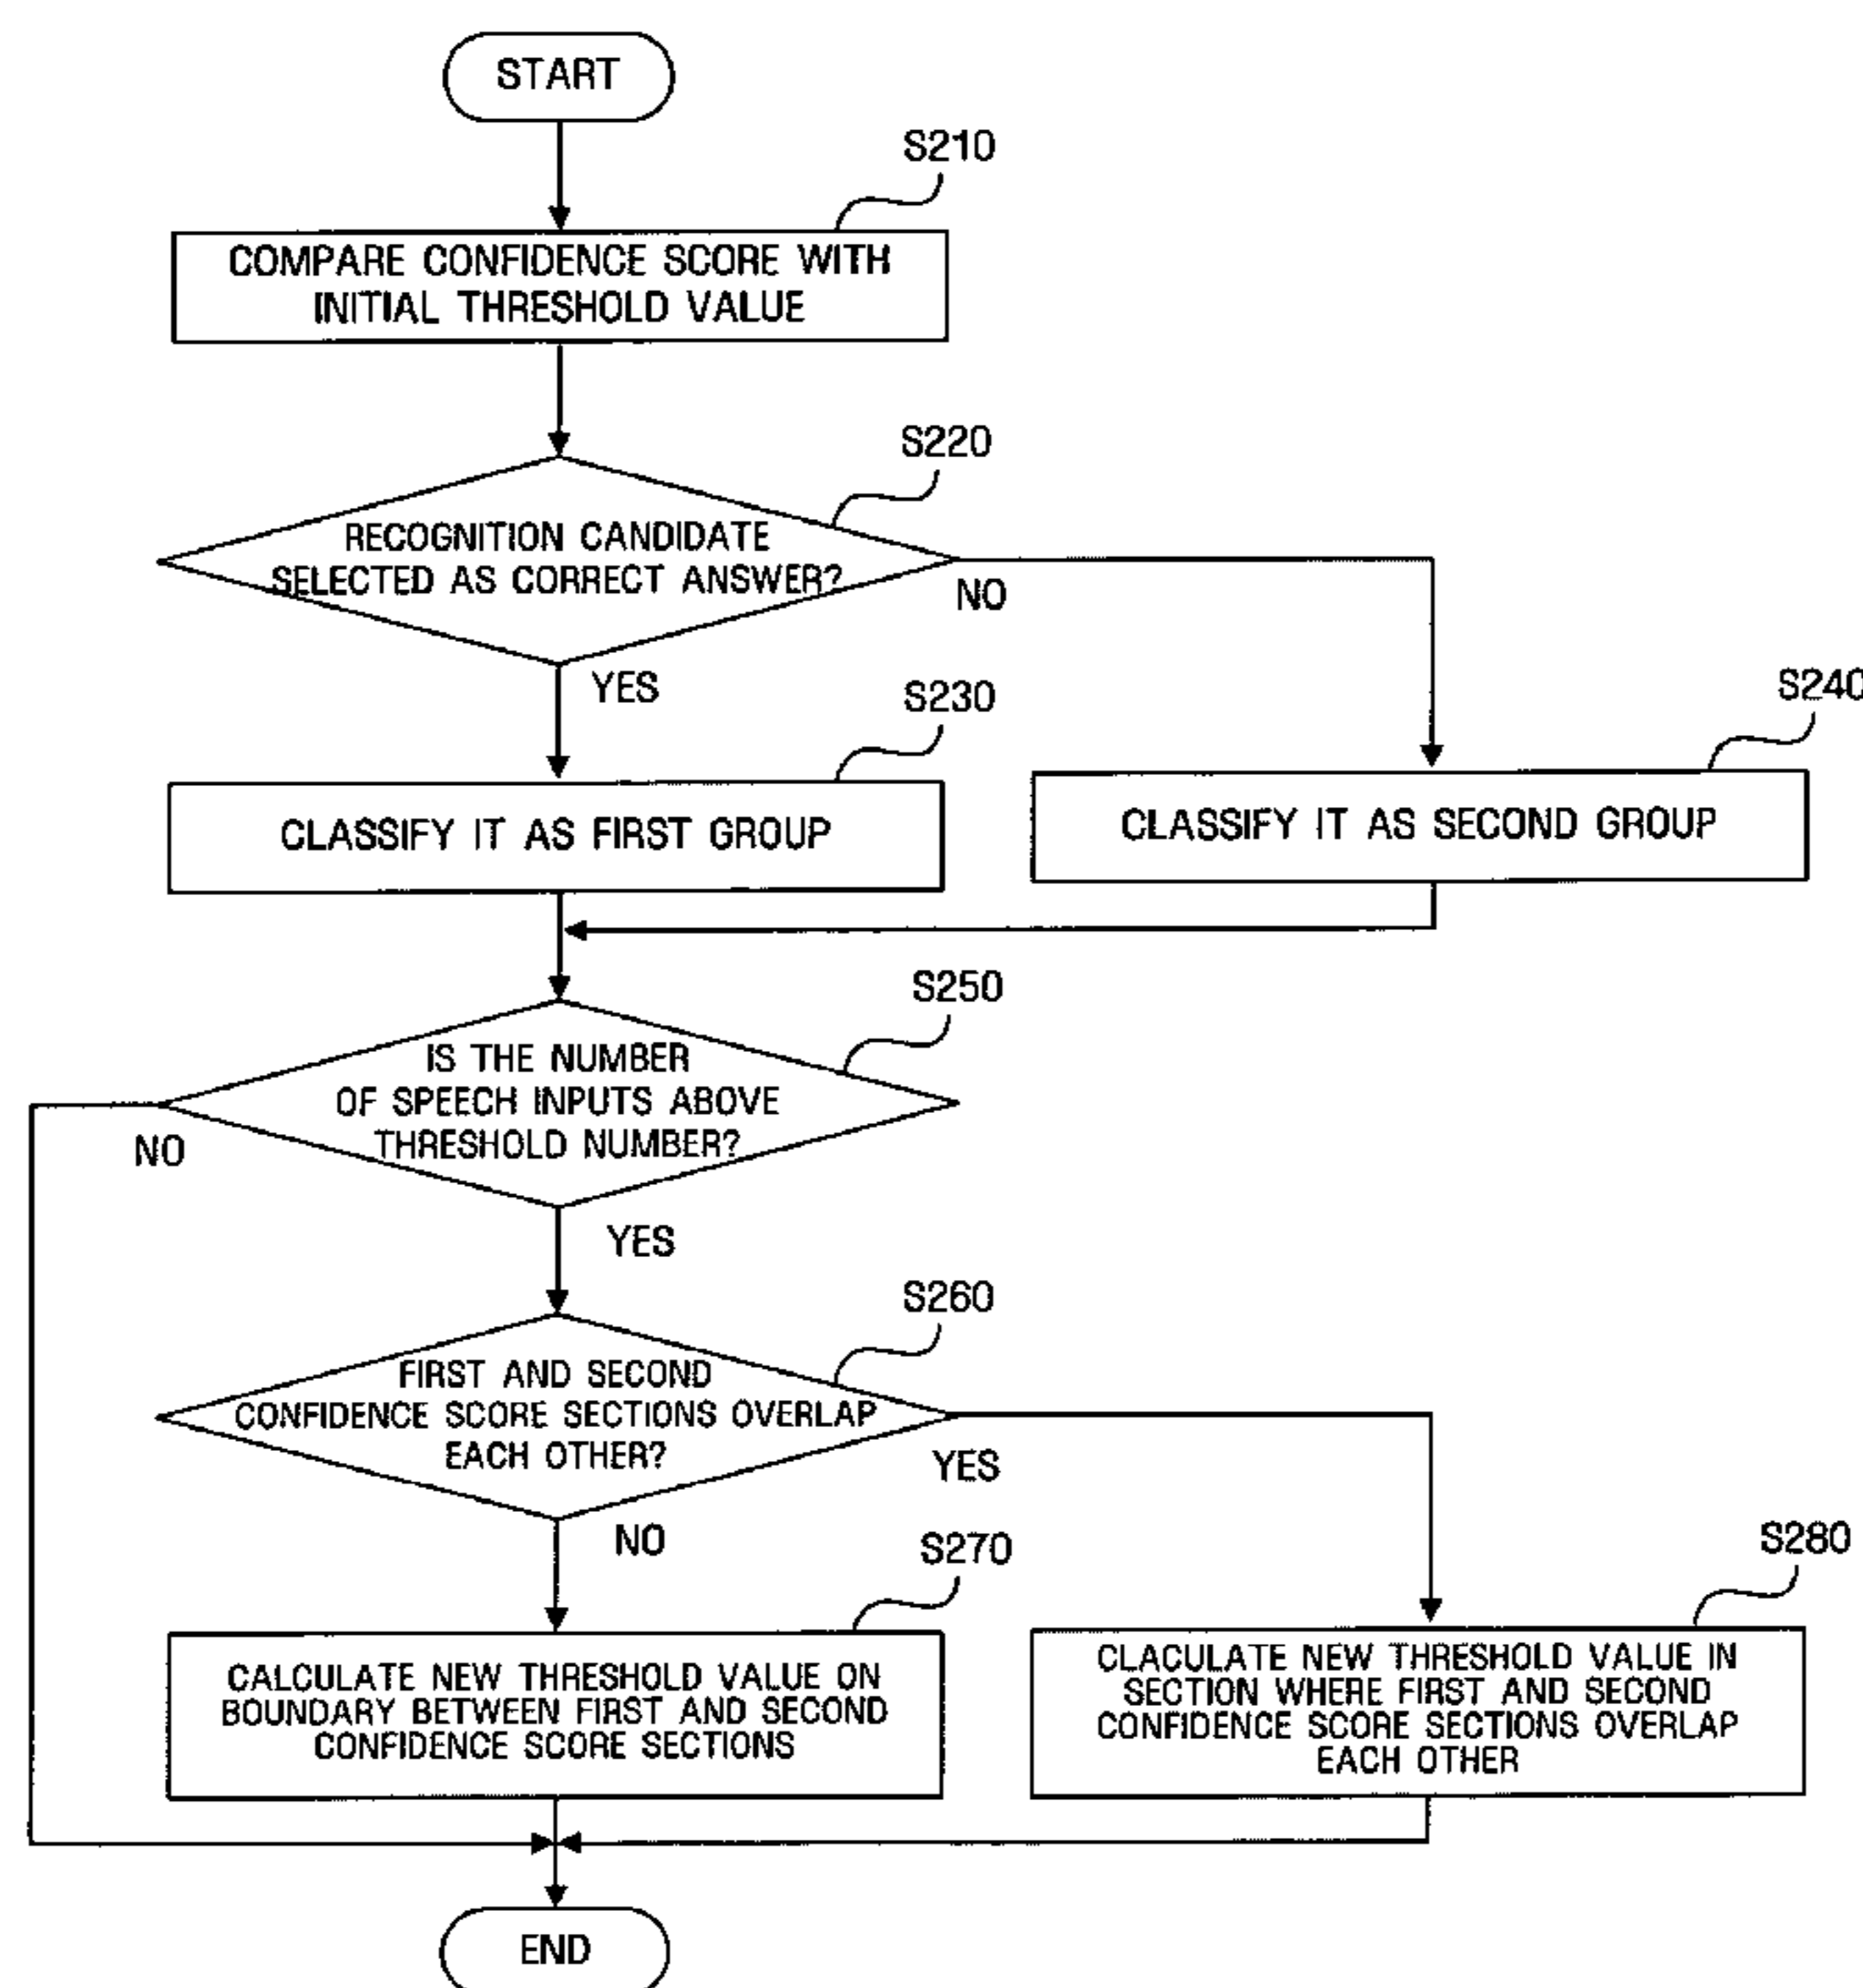 START
S210
COMPARE CONFIDENCE SCORE WITH
INITIAL THRESHOLD VALUE
S220
RECOGNITION CANDIDATE
SELECTED AS CORRECT ANSWER?
NO
YES
S230
S240
CLASSIFY IT AS FIRST GROUP
CLASSIFY IT AS SECOND GROUP
S250
IS THE NUMBER
OF SPEECH INPUTS ABOVE
THRESHOLD NUMBER?
NO
YES
S260
FIRST AND SECOND
CONFIDENCE SCORE SECTIONS OVERLAP
EACH OTHER?
YES
NO
S270
S280
CALCULATE NEW THRESHOLD VALUE ON
BOUNDARY BETWEEN FIRST AND SECOND
CONFIDENCE SCORE SECTIONS
CLACULATE NEW THRESHOLD VALUE IN
SECTION WHERE FIRST AND SECOND
CONFIDENCE SCORE SECTIONS OVERLAP
EACH OTHER
END